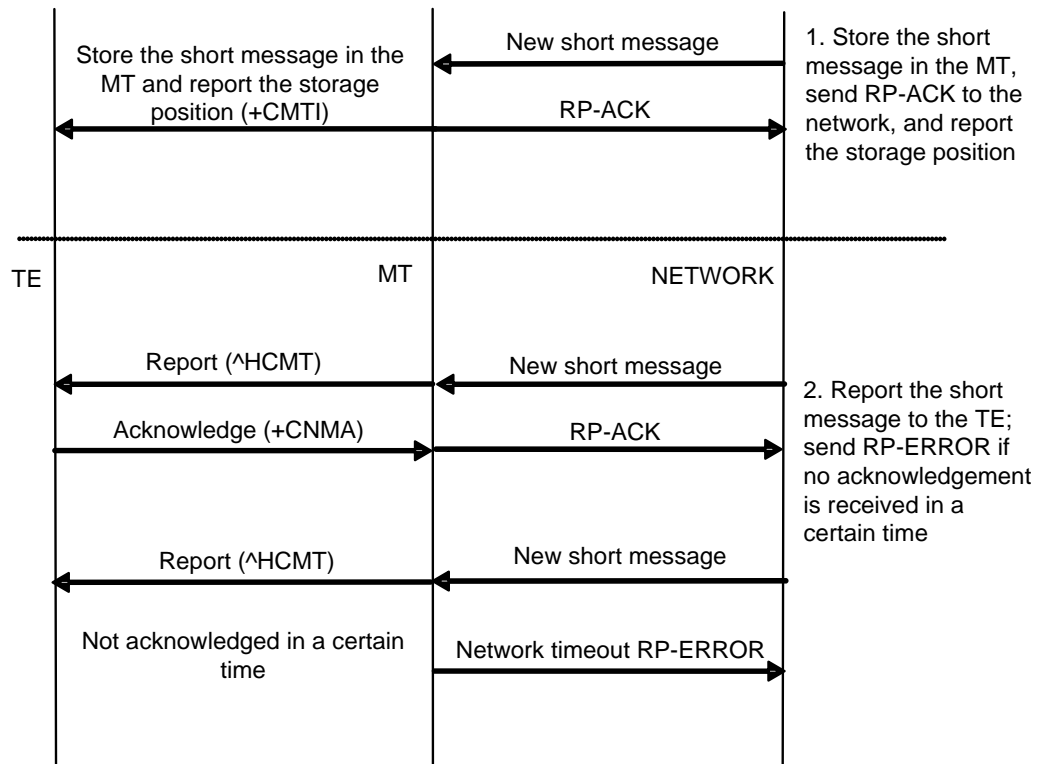 Store the short message in the
MT and report the storage
position (+CMTI)
New short message
RP-ACK
1. Store the short
message in the MT,
send RP-ACK to the
network, and report
the storage position
TE
MT
NETWORK
Report (^HCMT)
New short message
Acknowledge (+CNMA)
RP-ACK
2. Report the short
message to the TE;
send RP-ERROR if
no acknowledgement
is received in a
certain time
Report (^HCMT)
New short message
Not acknowledged in a certain
time
Network timeout RP-ERROR